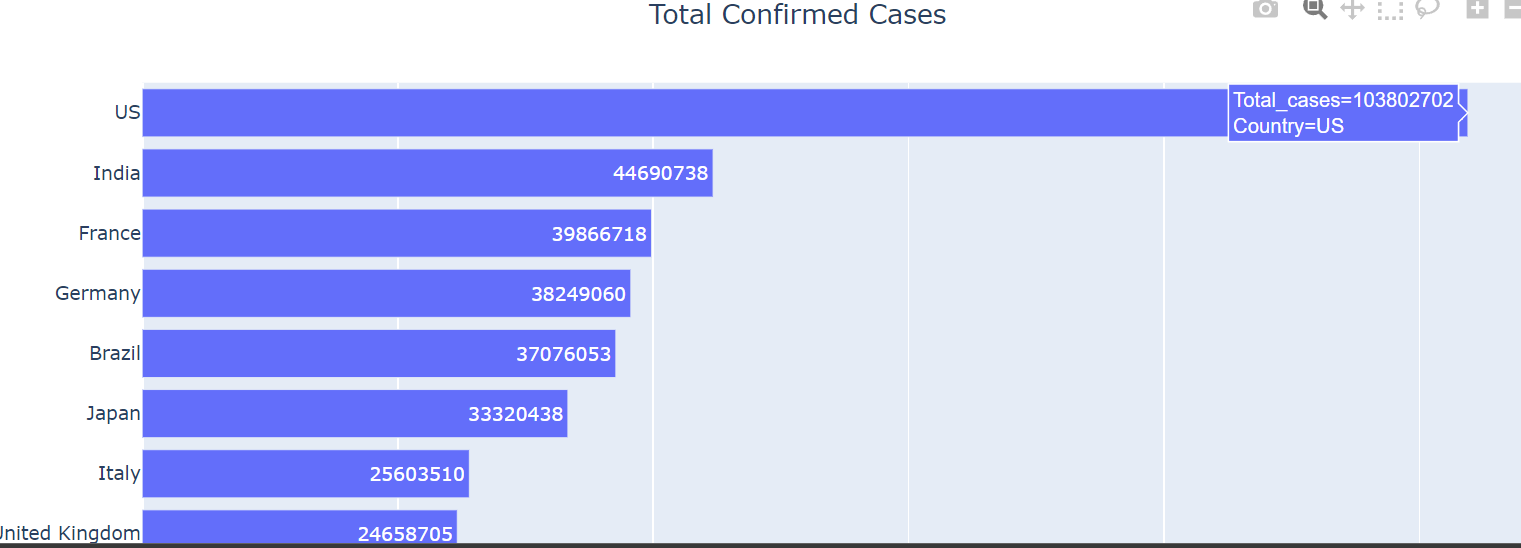 Total Confirmed Cases
US
Total_cases=103802702
Country=US
India 44690738
France 39866718
Germany 38249060
Brazil 37076053
Japan 33320438
Italy 25603510
United Kingdom 24658705